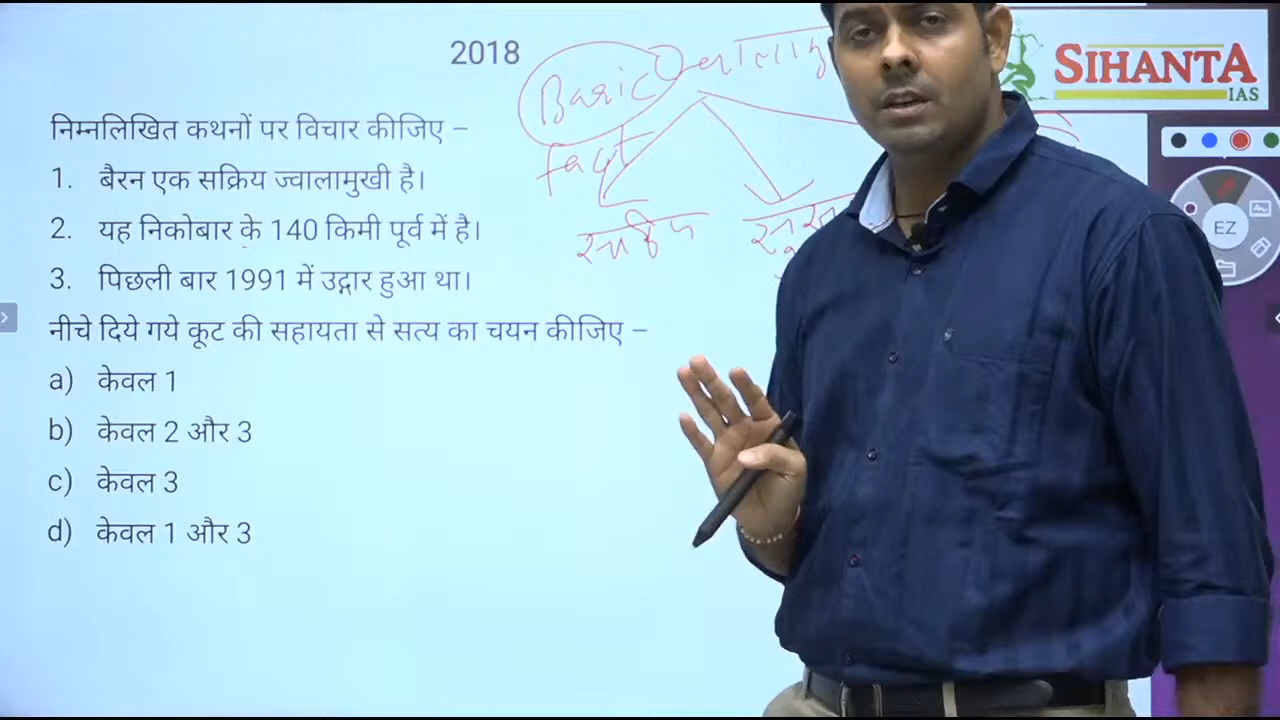 2018
Basic
Fact
सक्रिय
SIHANTA
IAS
EZ
निम्नलिखित कथनों पर विचार कीजिए –
1. बैरन एक सक्रिय ज्वालामुखी है।
2. यह निकोबार के 140 किमी पूर्व में है।
3. पिछली बार 1991 में उद्गार हुआ था।
नीचे दिये गये कूट की सहायता से सत्य का चयन कीजिए –
a) केवल 1
b) केवल 2 और 3
c) केवल 3
d) केवल 1 और 3